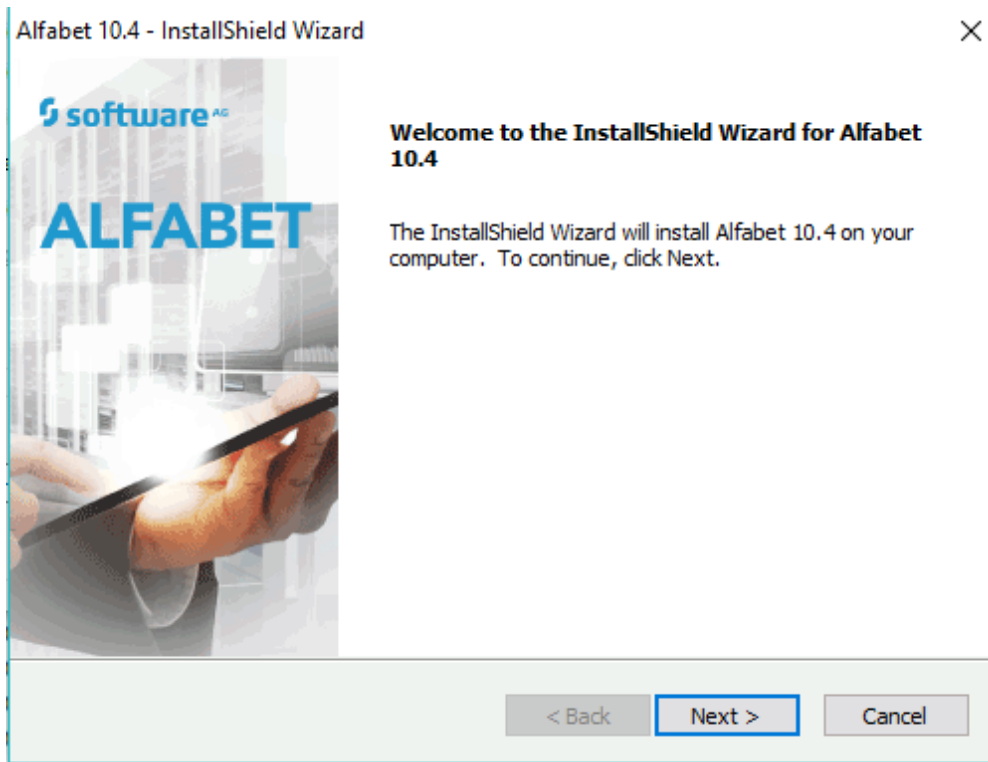 Alfabet 10.4 - InstallShield Wizard
software AG
ALFABET
Welcome to the InstallShield Wizard for Alfabet
10.4
The InstallShield Wizard will install Alfabet 10.4 on your
computer. To continue, click Next.
< Back
Next >
Cancel